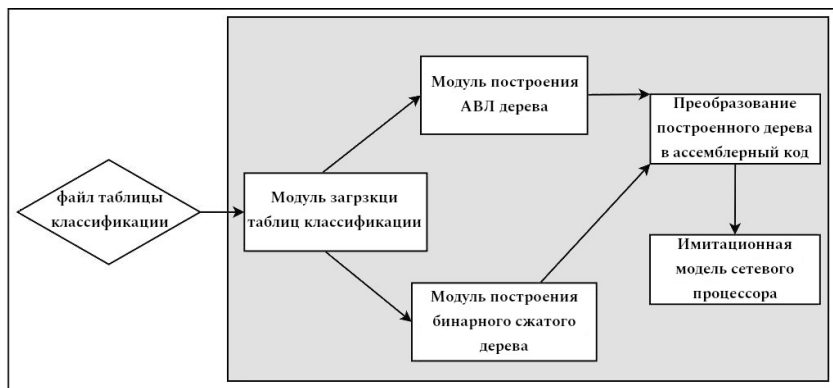 файл таблицы
классификации
Модуль загрзкци
таблиц классификации
Модуль построения
АВЛ дерева
Модуль построения
бинарного сжатого
дерева
Преобразование
построенного дерева
в ассемблерный код
Имитационная
модель сетевого
процессора